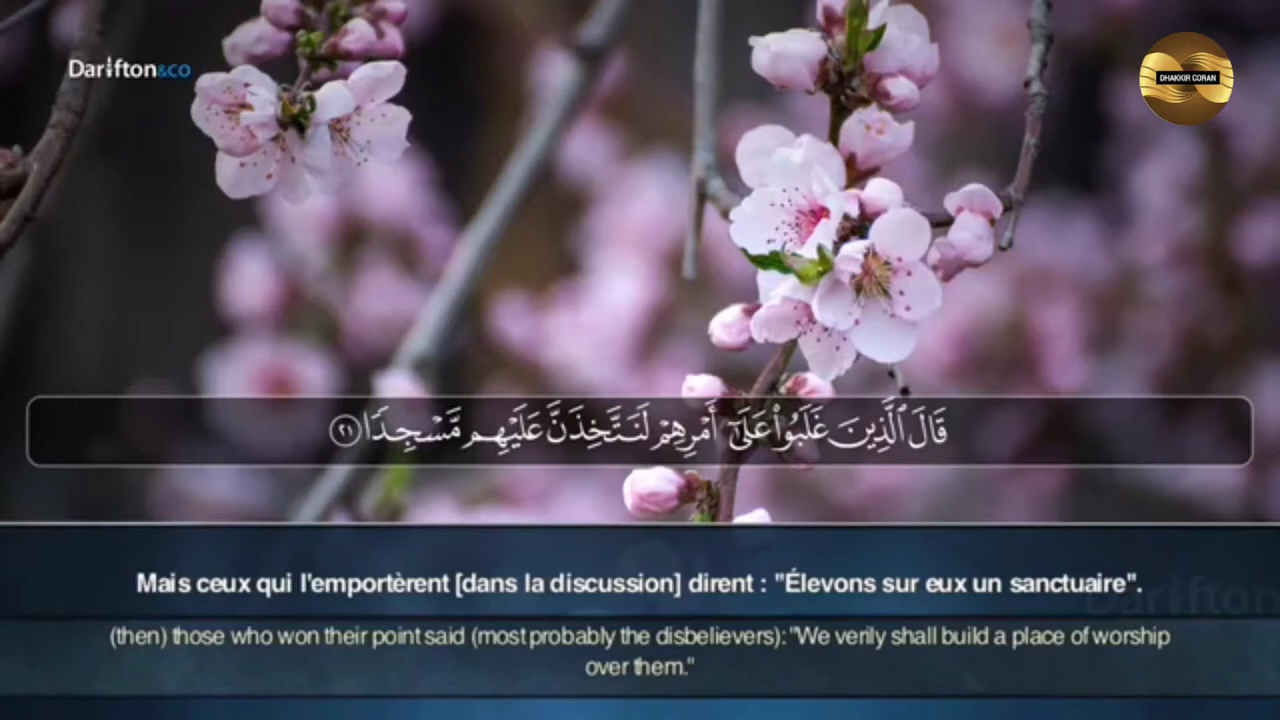 Darifton&co
DHAKKIR CORAN
قَالَ ٱلَّذِينَ غَلَبُوا۟ عَلَىٰٓ أَمْرِهِمْ لَنَتَّخِذَنَّ عَلَيْهِم مَّسْجِدًا ٢١
Mais ceux qui l'emportèrent [dans la discussion] dirent : "Élevons sur eux un sanctuaire".
Darifton
(then) those who won their point said (most probably the disbelievers): "We verily shall build a place of worship
over them."